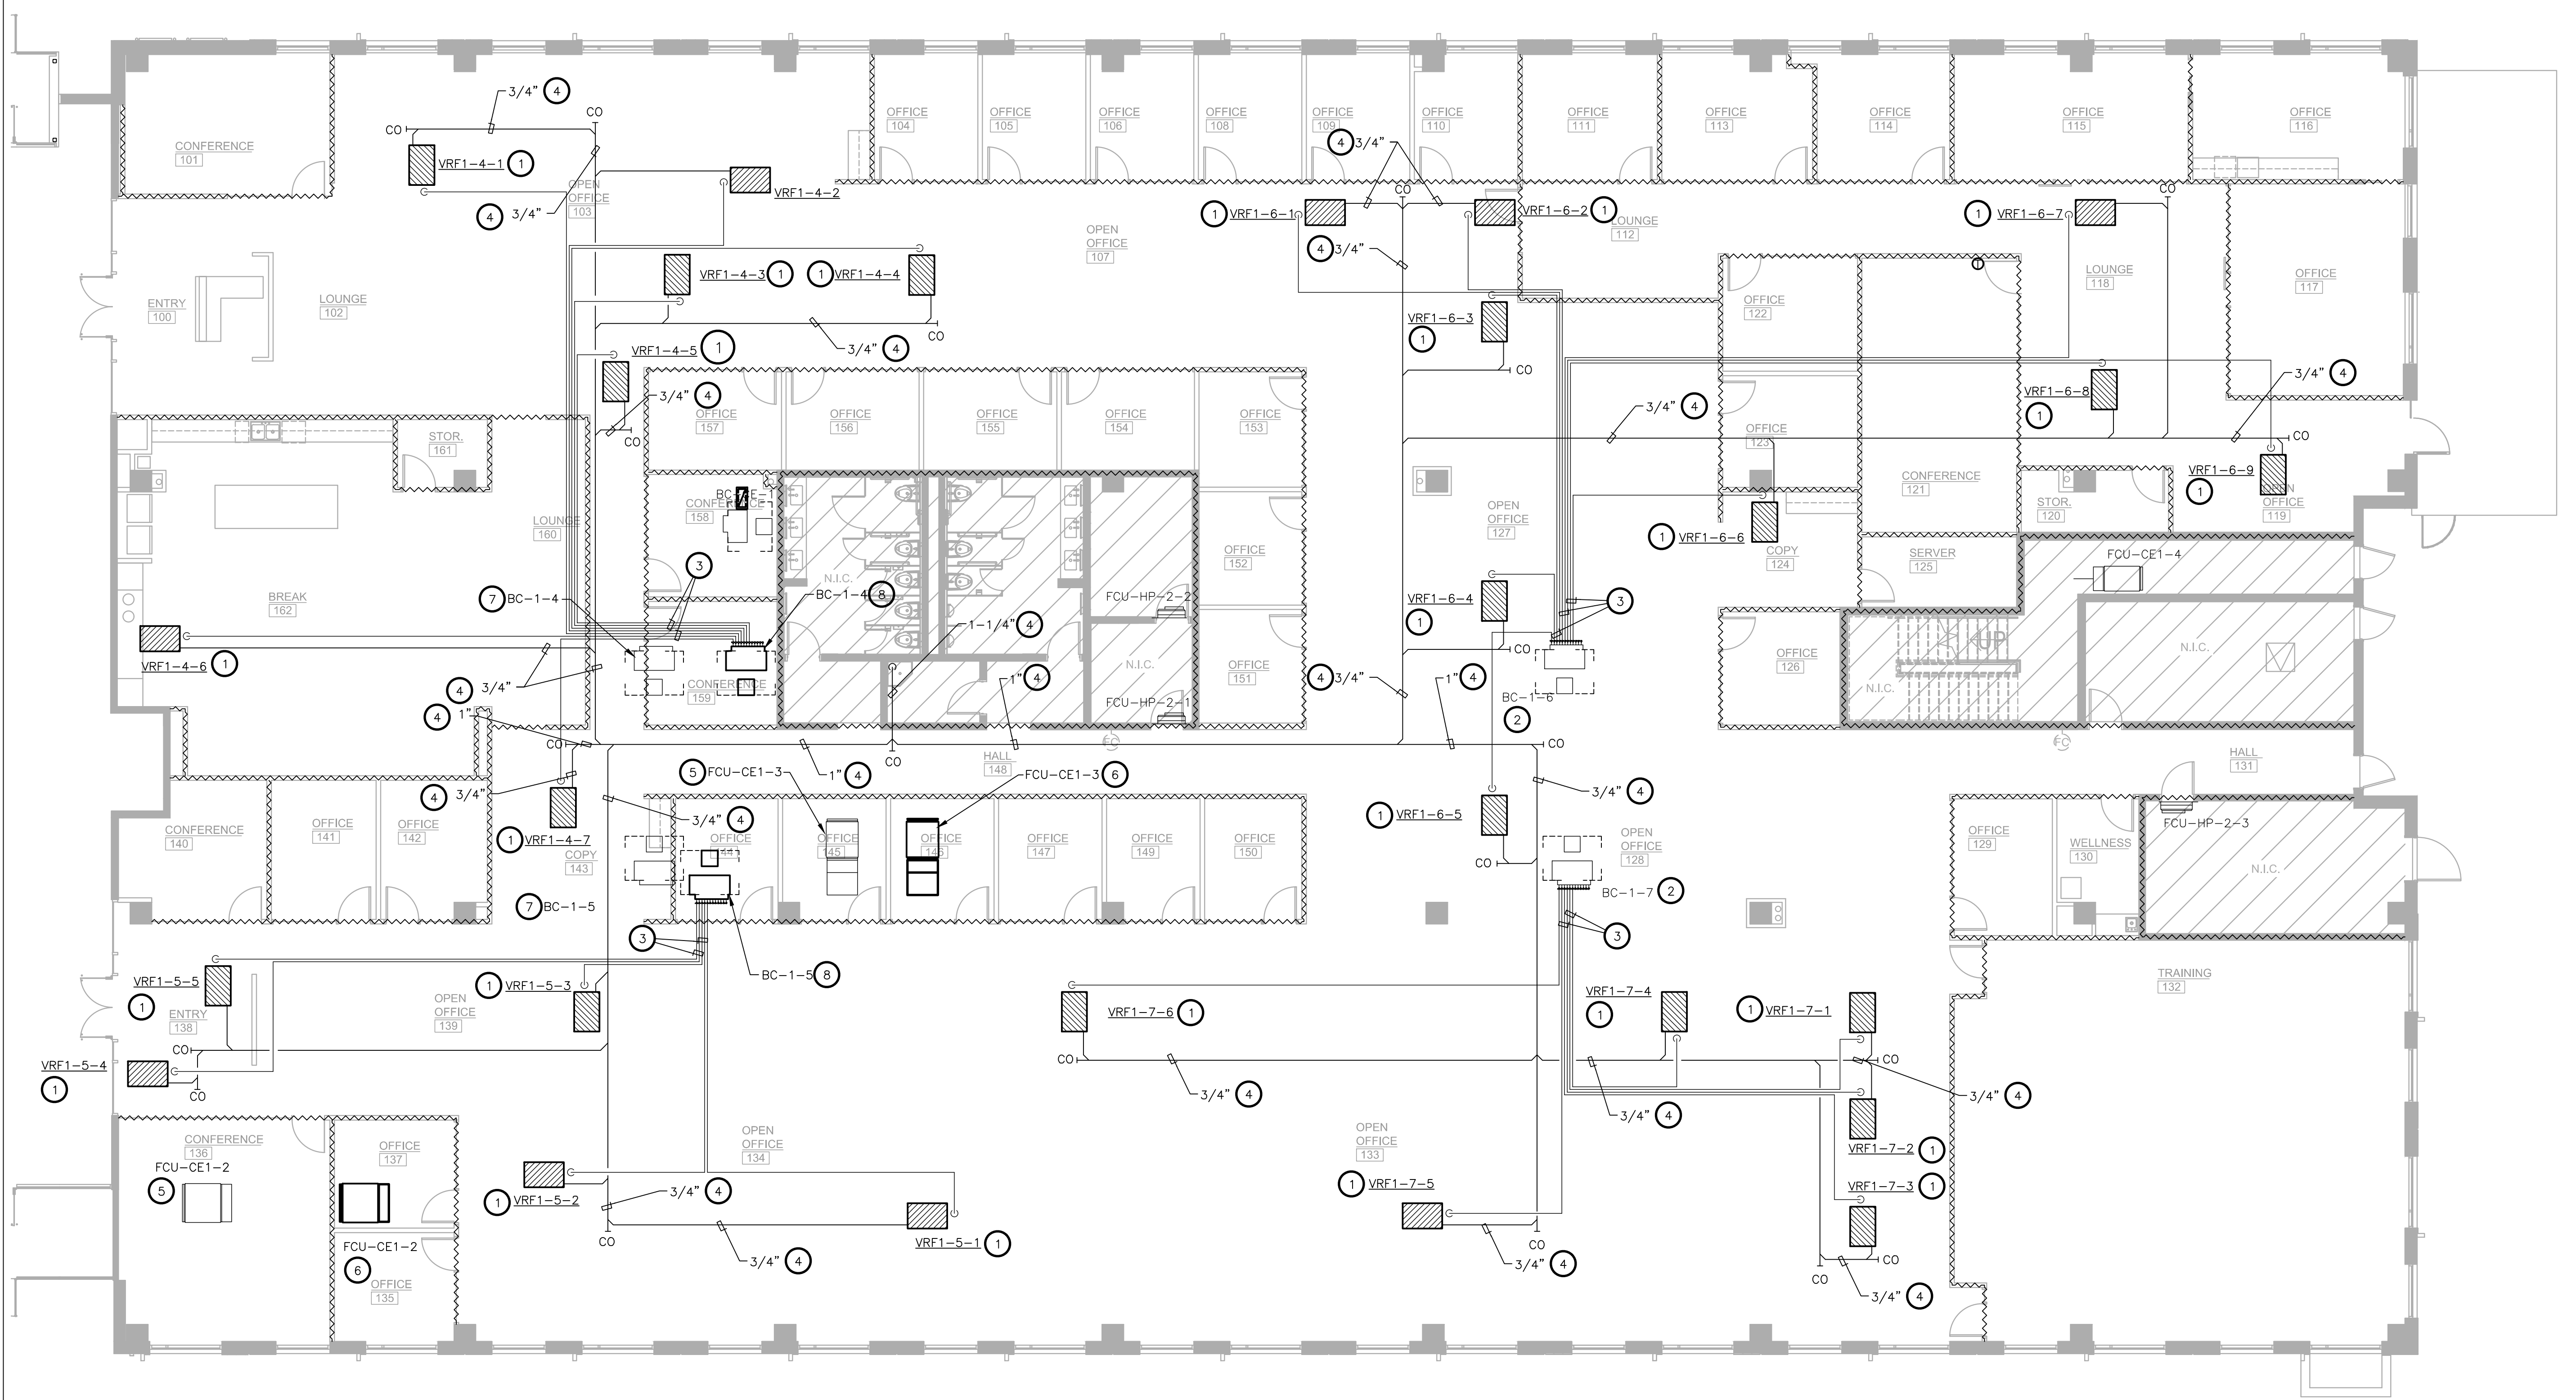 3/4" 4
CO
CO
VRF1-4-1 1
CONFERENCE
101
OPEN
OFFICE
103
4 3/4"
VRF1-4-2
OFFICE
104
OFFICE
105
OFFICE
106
OFFICE
108
OFFICE
109
OFFICE
110
4 3/4"
OFFICE
111
OFFICE
113
OFFICE
114
OFFICE
115
OFFICE
116
CO
CO
1 VRF1-6-1
VRF1-6-2 1
LOUNGE
112
1 VRF1-6-7
4 3/4"
OPEN
OFFICE
107
VRF1-4-3 1
1 VRF1-4-4
ENTRY
100
LOUNGE
102
CO
3/4" 4
VRF1-4-5 1
3/4" 4
CO
VRF1-6-3
1
CO
OFFICE
122
LOUNGE
118
OFFICE
117
VRF1-6-8
1
3/4" 4
3/4" 4
CO
OFFICE
123
STOR.
161
OFFICE
157
OFFICE
156
OFFICE
155
OFFICE
154
OFFICE
153
CONFERENCE
121
VRF1-6-9
1
OPEN
OFFICE
119
STOR.
120
LOUNGE
160
BC-CE-1
CONFERENCE
158
OPEN
OFFICE
127
1 VRF1-6-6
COPY
124
SERVER
125
FCU-CE1-4
OFFICE
152
3
N.I.C.
BREAK
162
7 BC-1-4
BC-1-4 8
FCU-HP-2-2
VRF1-6-4
1
3
1-1/4" 4
VRF1-4-6 1
UP
N.I.C.
CO
OFFICE
126
N.I.C.
N.I.C.
OFFICE
151
4
3/4"
CONFERENCE
159
1" 4
4 3/4"
1" 4
BC-1-6
2
FCU-HP-2-1
4 1"
CO
FC
CO
FC
CO
HALL
148
HALL
131
1" 4
5 FCU-CE1-3
FCU-CE1-3 6
4 3/4"
3/4" 4
3/4" 4
1 VRF1-4-7
COPY
143
1 VRF1-6-5
CO
FCU-HP-2-3
CONFERENCE
140
OFFICE
141
OFFICE
142
OFFICE
144
OFFICE
145
OFFICE
146
OFFICE
147
OFFICE
149
OFFICE
150
OPEN
OFFICE
128
OFFICE
129
WELLNESS
130
N.I.C.
7 BC-1-5
BC-1-7 2
3
3
BC-1-5 8
TRAINING
132
VRF1-5-5
1
1 VRF1-5-3
OPEN
OFFICE
139
ENTRY
138
VRF1-7-6 1
VRF1-7-4
1
1 VRF1-7-1
CO
CO
CO
VRF1-5-4
1
CO
3/4" 4
3/4" 4
3/4" 4
OPEN
OFFICE
134
OPEN
OFFICE
133
CONFERENCE
136
OFFICE
137
VRF1-7-2 1
FCU-CE1-2
5
1 VRF1-5-2
3/4" 4
1 VRF1-7-5
VRF1-7-3 1
CO
VRF1-5-1 1
CO
FCU-CE1-2
6
3/4" 4
3/4" 4
CO
CO
OFFICE
135
3/4" 4